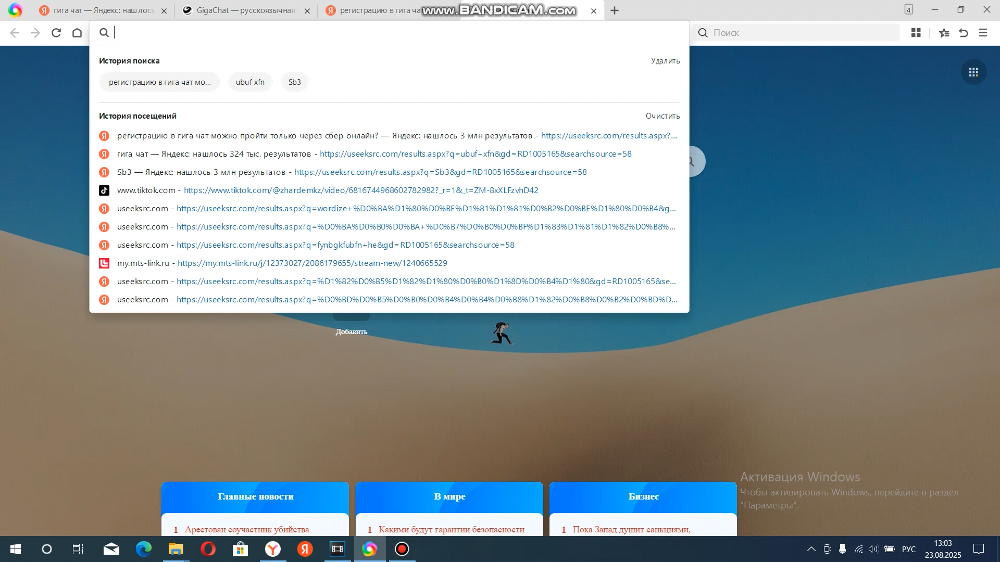 гига чат — Яндекс: нашлось
GigaChat — русскоязычная
регистрацию в гига чат
www.BANDICAM.com
4
Поиск
История поиска
Удалить
регистрацию в гига чат мо...
ubuf xfn
Sb3
История посещений
Очистить
регистрацию в гига чат можно пройти только через сбер онлайн? — Яндекс: нашлось 3 млн результатов - https://useeksrc.com/results.aspx?...
гига чат — Яндекс: нашлось 324 тыс. результатов - https://useeksrc.com/results.aspx?q=ubuf+xfn&gd=RD1005165&searchsource=58
Sb3 — Яндекс: нашлось 3 млн результатов - https://useeksrc.com/results.aspx?q=Sb3&gd=RD1005165&searchsource=58
www.tiktok.com - https://www.tiktok.com/@zhardemkz/video/6816744968602782982?_r=1&_t=ZM-8xXLFzvhD42
useeksrc.com - https://useeksrc.com/results.aspx?q=wordize+%D0%BA%D1%80%D0%BE%D1%81%D1%81%D0%B2%D0%BE%D1%80%D0%B4&g...
useeksrc.com - https://useeksrc.com/results.aspx?q=%D0%BA%D0%B0%D0%BA+%D0%B7%D0%B0%D0%BF%D1%83%D1%81%D1%82%D0%B8%...
useeksrc.com - https://useeksrc.com/results.aspx?q=fynbgkfubfn+he&gd=RD1005165&searchsource=58
my.mts-link.ru - https://my.mts-link.ru/j/12373027/2086179655/stream-new/1240665529
useeksrc.com - https://useeksrc.com/results.aspx?q=%D1%82%D0%B5%D1%82%D1%80%D0%B0%D1%8D%D0%B4%D1%80&gd=RD1005165&se...
useeksrc.com - https://useeksrc.com/results.aspx?q=%D0%BD%D0%B5%D0%B0%D0%B4%D0%B4%D0%B8%D1%82%D0%B8%D0%B2%D0%BD%D...
Добавить
Активация Windows
Чтобы активировать Windows, перейдите в раздел
"Параметры".
Главные новости
В мире
Бизнес
1 Арестован соучастник убийства
1 Какими будут гарантии безопасности
1 Пока Запад душит санкциями,
РУС
13:03
23.08.2025